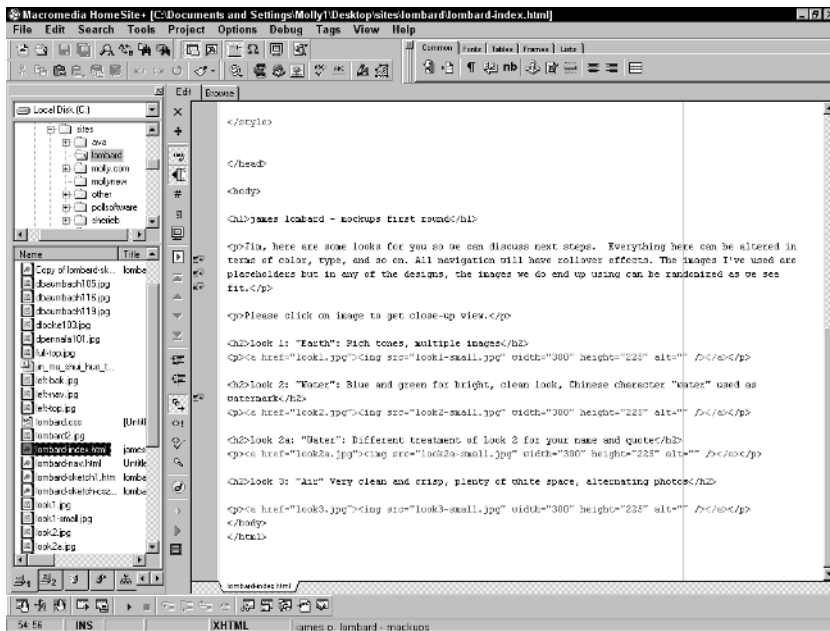 Macromedia HomeSite+ [C:\Documents and Settings\Molly1\Desktop\sites\lombard\lombard-index.html]
File Edit Search Tools Project Options Debug Tags View Help
Common Fonts Tables Frames Lists
nb
Edit Browse
Local Disk (C:)
sites
ava
lombard
molly.com
mollynew
other
pollsoftware
sherieb
Name Title
Copy of lombard-sk... lomba
dbaumbach105.jpg
dbaumbach116.jpg
dbaumbach119.jpg
dlocke103.jpg
dpennala101.jpg
full-top.jpg
jin_mu_shui_huo_t...
left-bak.jpg
left-nav.jpg
left-top.jpg
lombard.css [Untitl
lombard2.jpg
lombard-index.html james
lombard-nav.html Untitle
lombard-sketch1.htm lomba
lombard-sketch-css... lomba
look1.jpg
look1-small.jpg
look2.jpg
look2a.jpg
</style>
</head>
<body>
<h1>james lombard - mockups first round</h1>
<p>Jim, here are some looks for you so we can discuss next steps. Everything here can be altered in
terms of color, type, and so on. All navigation will have rollover effects. The images I've used are
placeholders but in any of the designs, the images we do end up using can be randomized as we see
fit.</p>
<p>Please click on image to get close-up view.</p>
<h2>look 1: "Earth": Rich tones, multiple images</h2>
<p><a href="look1.jpg"><img src="look1-small.jpg" width="300" height="225" alt="" /></a></p>
<h2>look 2: "Water": Blue and green for bright, clean look, Chinese character "water" used as
watermark</h2>
<p><a href="look2.jpg"><img src="look2-small.jpg" width="300" height="225" alt="" /></a></p>
<h2>look 2a: "Water": Different treatment of look 2 for your name and quote</h2>
<p><a href="look2a.jpg"><img src="look2a-small.jpg" width="300" height="225" alt="" /></a></p>
<h2>look 3: "Air" Very clean and crisp, plenty of white space, alternating photos</h2>
<p><a href="look3.jpg"><img src="look3-small.jpg" width="300" height="225" alt="" /></a></p>
</body>
</html>
lombard-index.html
54:56 INS XHTML james p. lombard - mockups